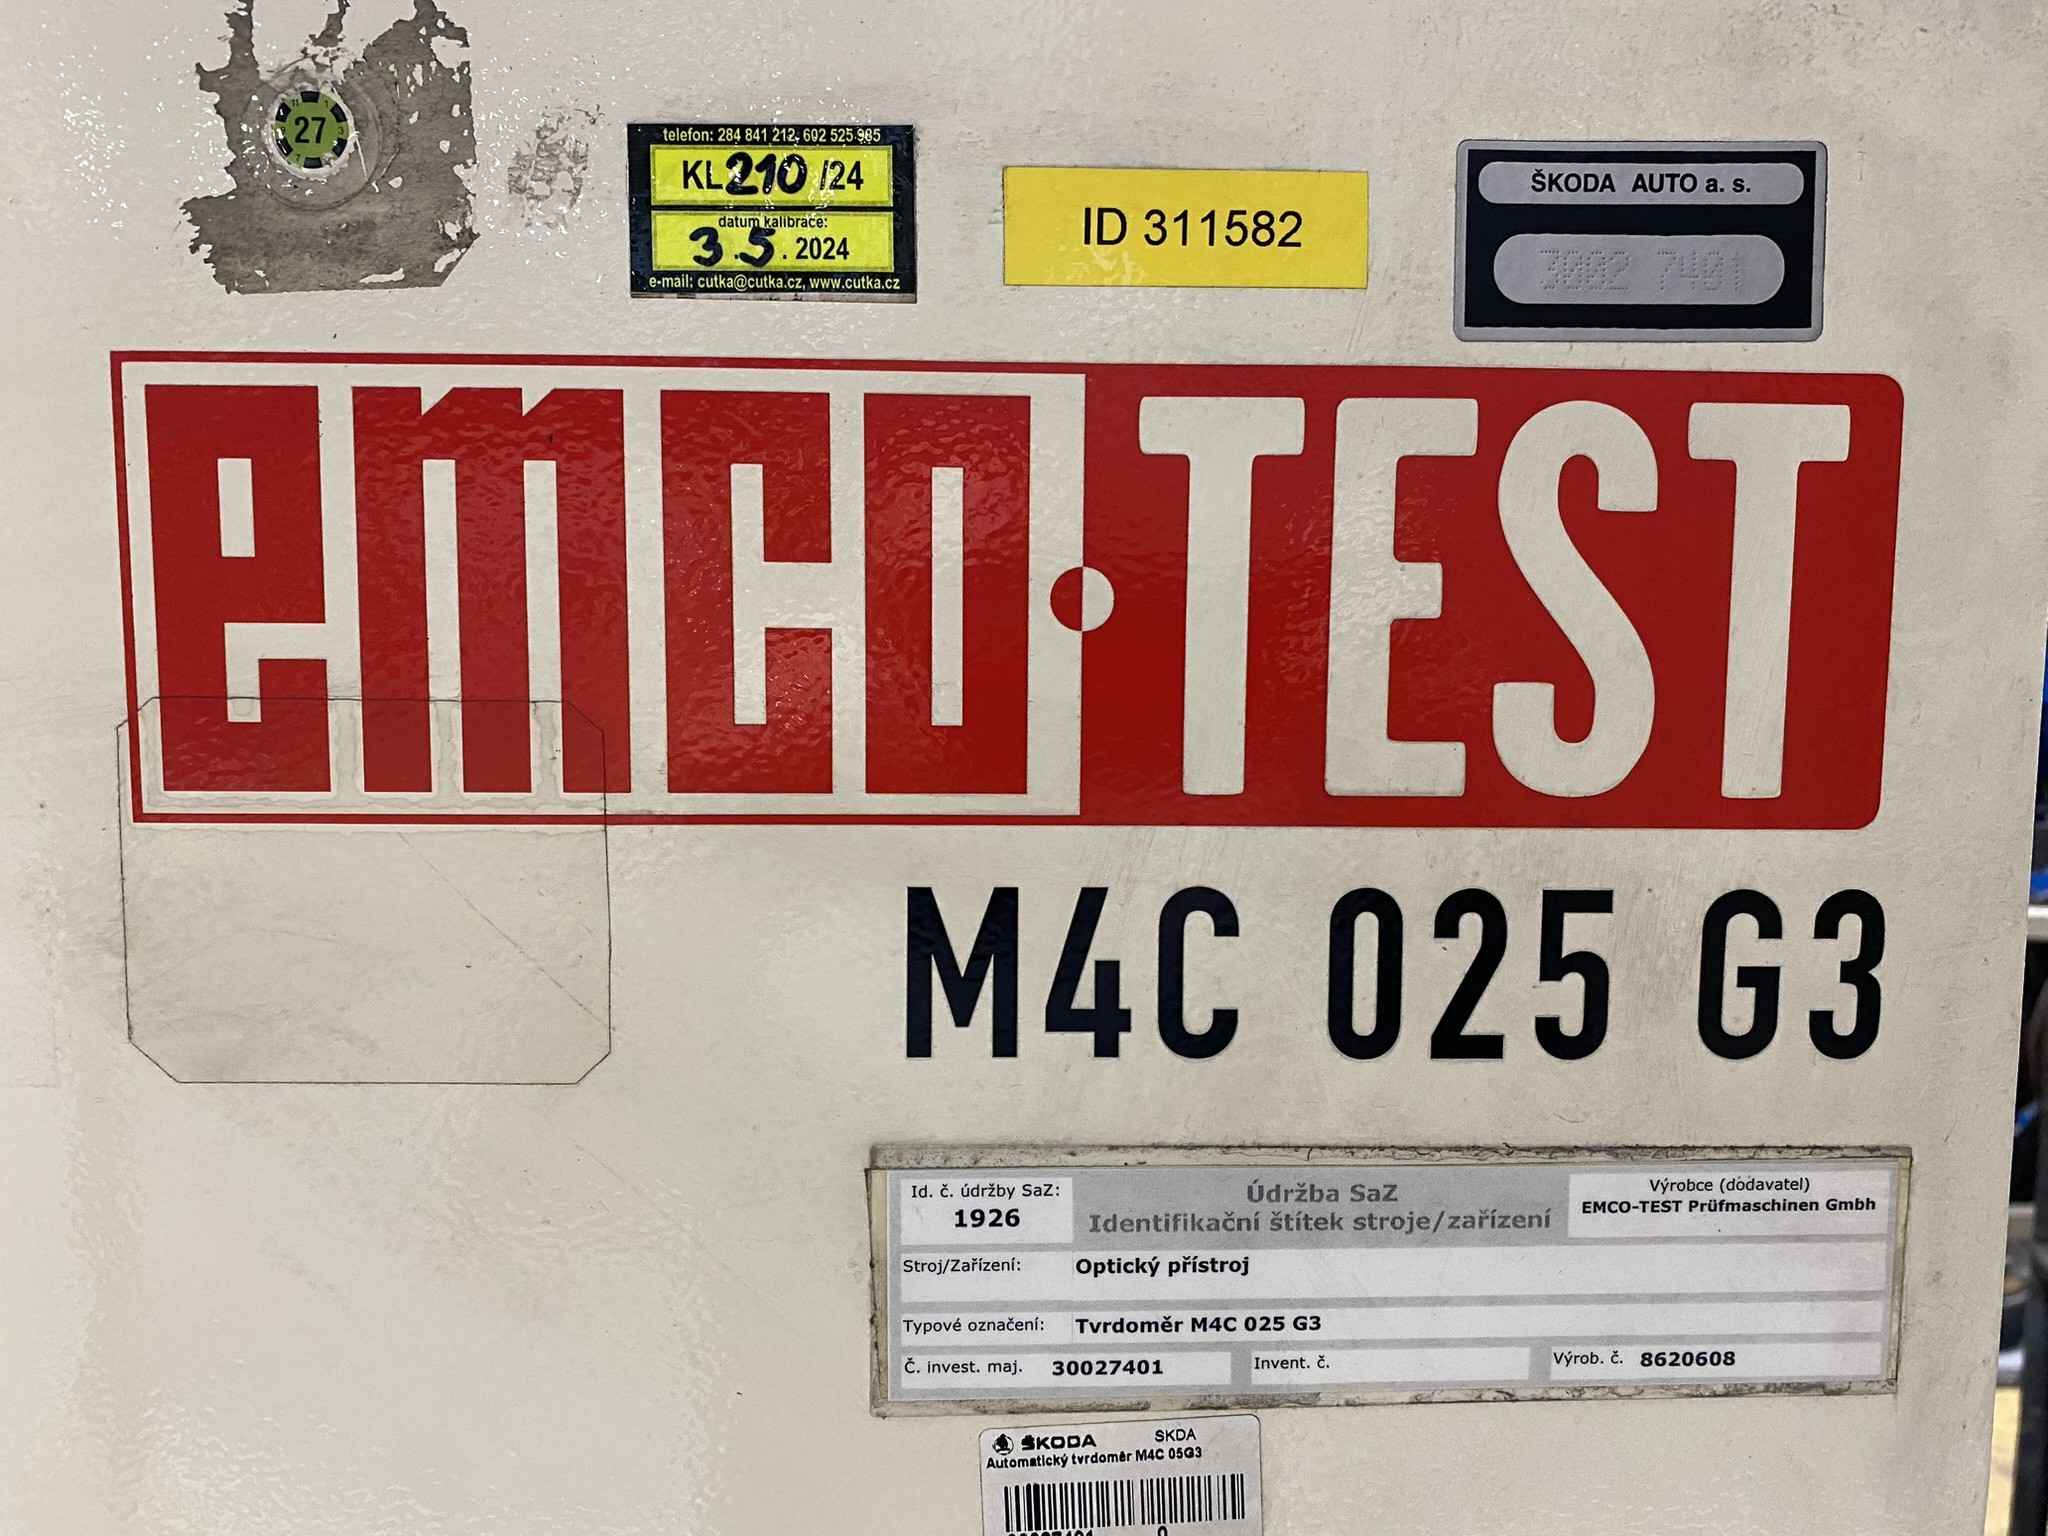 27
telefon: 284 841 212, 602 525 985
KL 210 /24
datum kalibrace:
3. 5. 2024
e-mail: cutka@cutka.cz, www.cutka.cz
ID 311582
ŠKODA AUTO a. s.
3002 7401
emco TEST
M4C 025 G3
Id. č. údržby SaZ:
1926
Údržba SaZ
Identifikační štítek stroje/zařízení
Výrobce (dodavatel)
EMCO-TEST Prüfmaschinen Gmbh
Stroj/Zařízení: Optický přístroj
Typové označení: Tvrdoměr M4C 025 G3
Č. invest. maj. 30027401 Invent. č. Výrob. č. 8620608
ŠKODA SKDA
Automatický tvrdoměr M4C 05G3